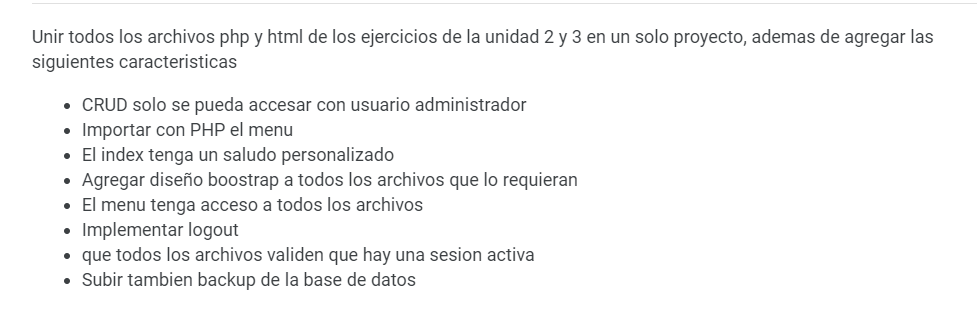 Unir todos los archivos php y html de los ejercicios de la unidad 2 y 3 en un solo proyecto, ademas de agregar las
siguientes caracteristicas
• CRUD solo se pueda accesar con usuario administrador
• Importar con PHP el menu
• El index tenga un saludo personalizado
• Agregar diseño boostrap a todos los archivos que lo requieran
• El menu tenga acceso a todos los archivos
• Implementar logout
• que todos los archivos validen que hay una sesion activa
• Subir tambien backup de la base de datos